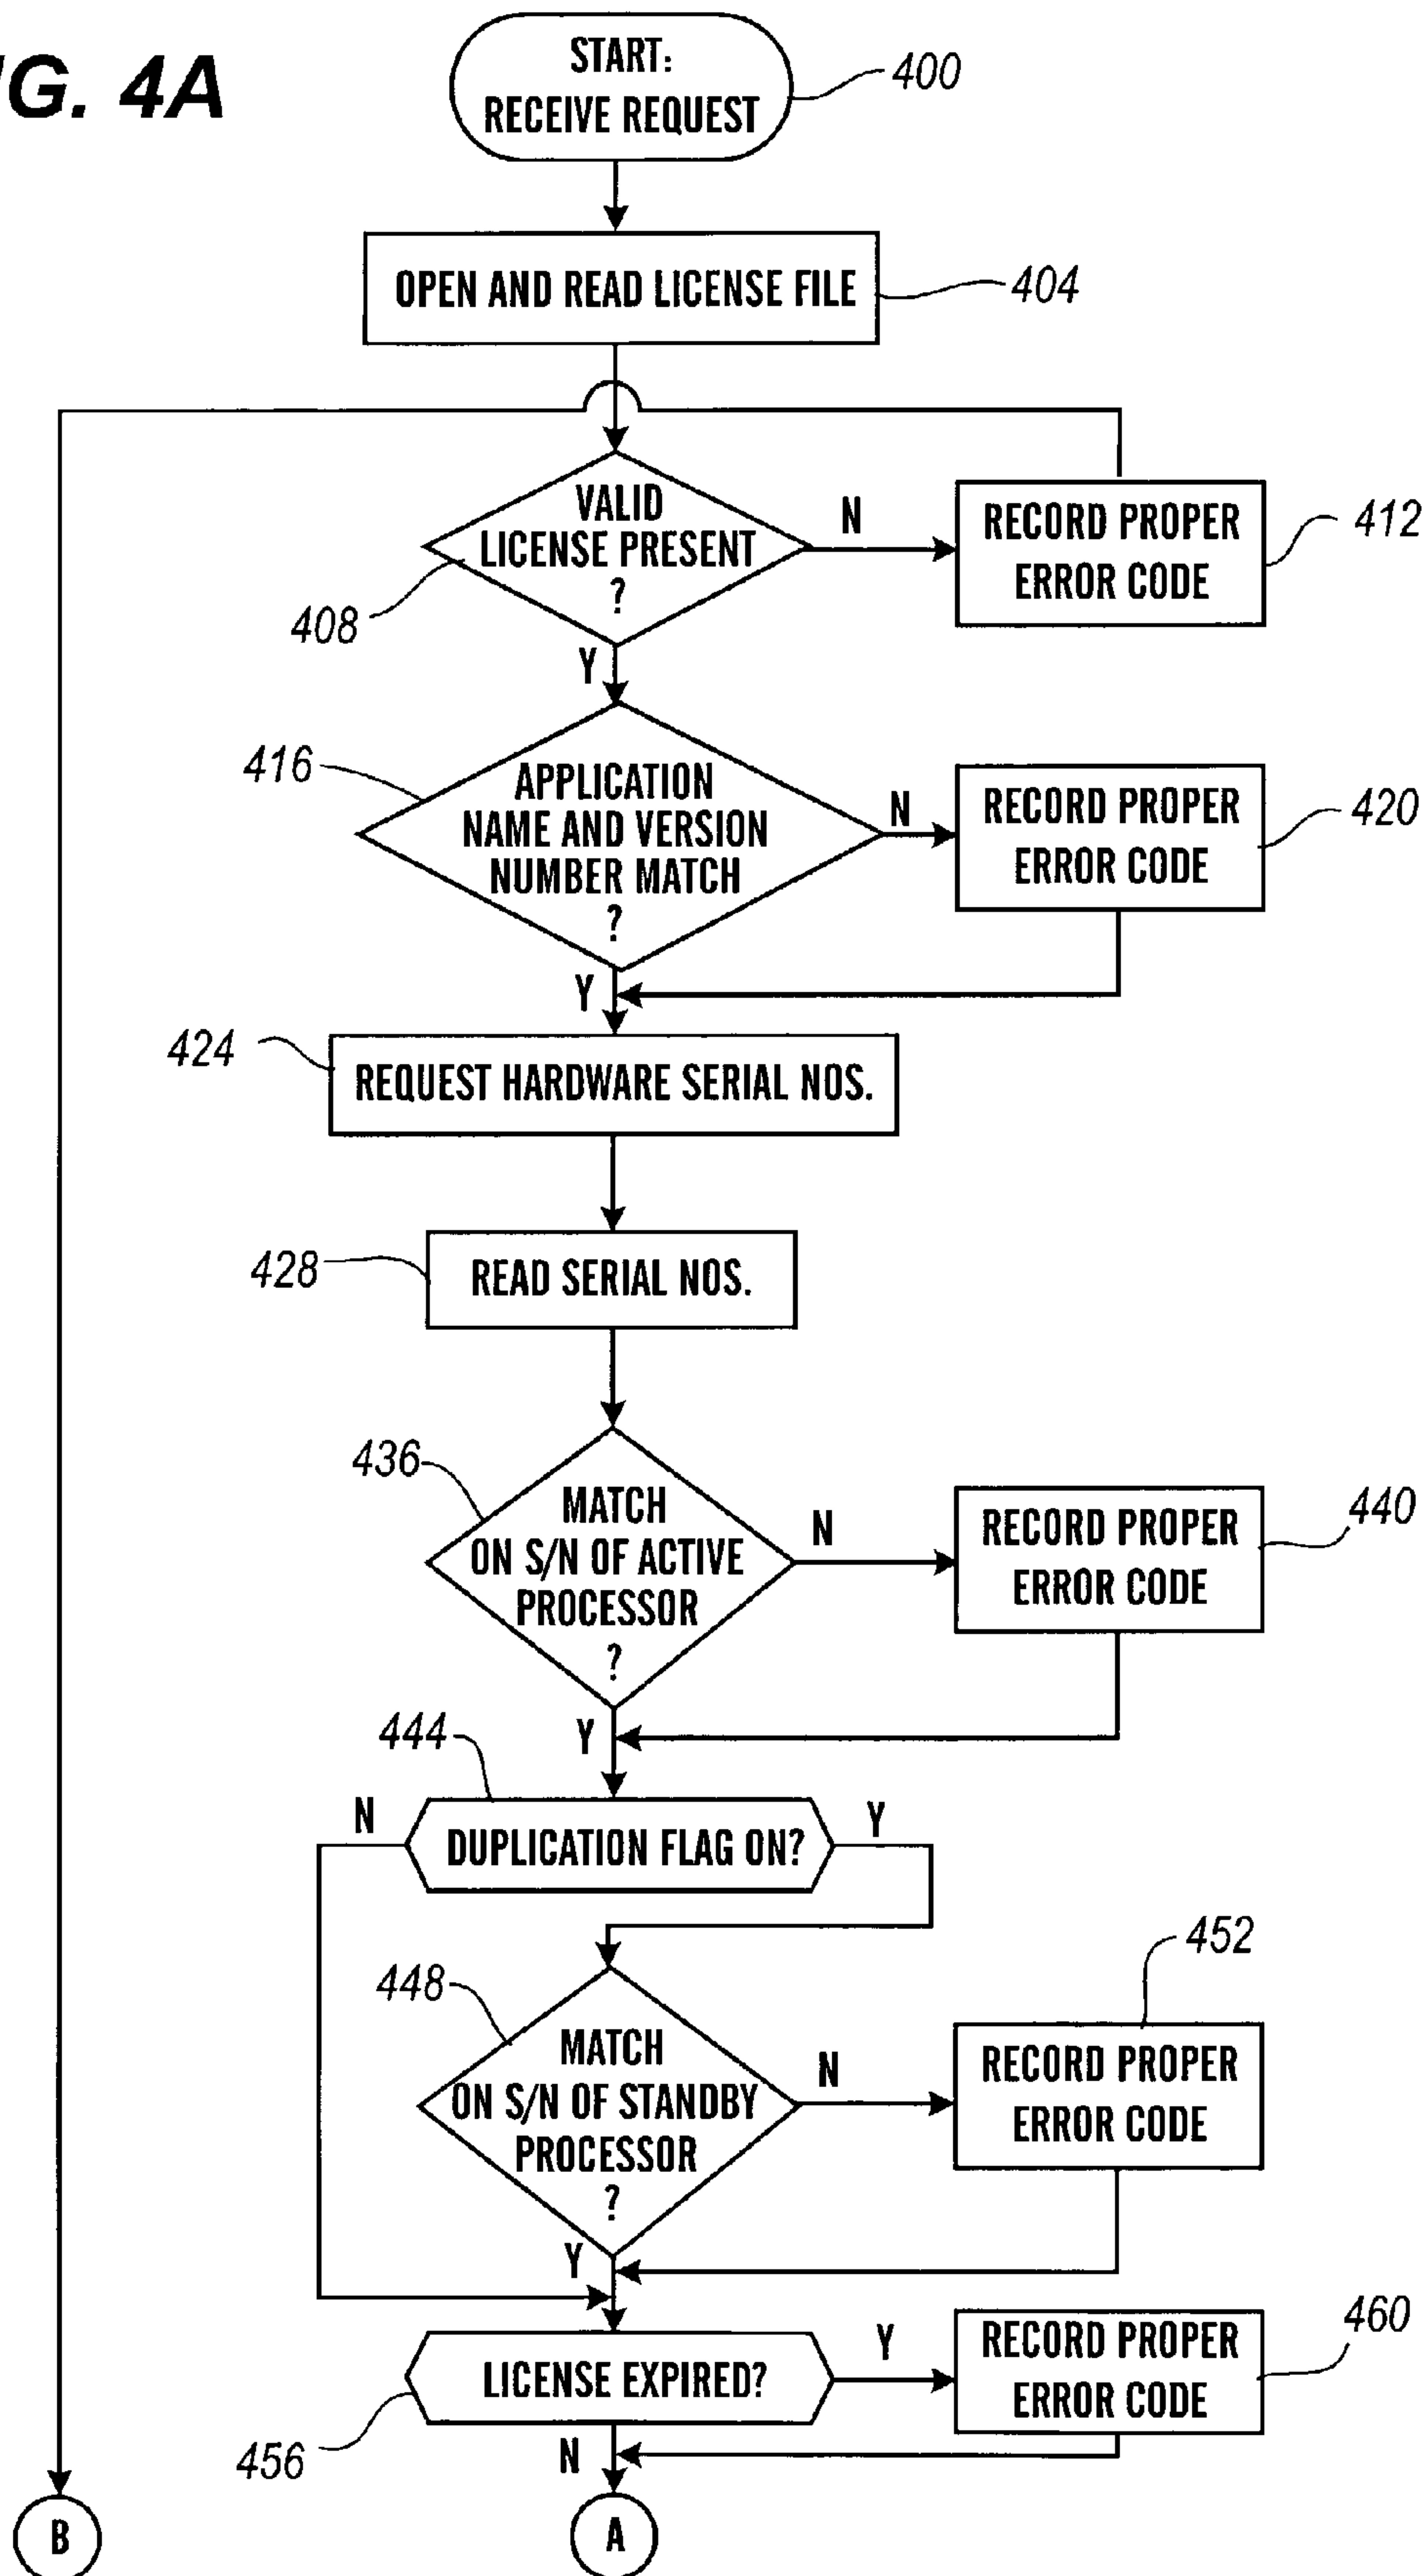 IG. 4A
START:
RECEIVE REQUEST
400
OPEN AND READ LICENSE FILE
404
VALID
LICENSE PRESENT
?
408
N
RECORD PROPER
ERROR CODE
412
Y
416
APPLICATION
NAME AND VERSION
NUMBER MATCH
?
N
RECORD PROPER
ERROR CODE
420
Y
424
REQUEST HARDWARE SERIAL NOS.
428
READ SERIAL NOS.
436
MATCH
ON S/N OF ACTIVE
PROCESSOR
?
N
RECORD PROPER
ERROR CODE
440
Y
444
N
DUPLICATION FLAG ON?
Y
448
MATCH
ON S/N OF STANDBY
PROCESSOR
?
N
452
RECORD PROPER
ERROR CODE
Y
LICENSE EXPIRED?
456
Y
RECORD PROPER
ERROR CODE
460
N
B
A